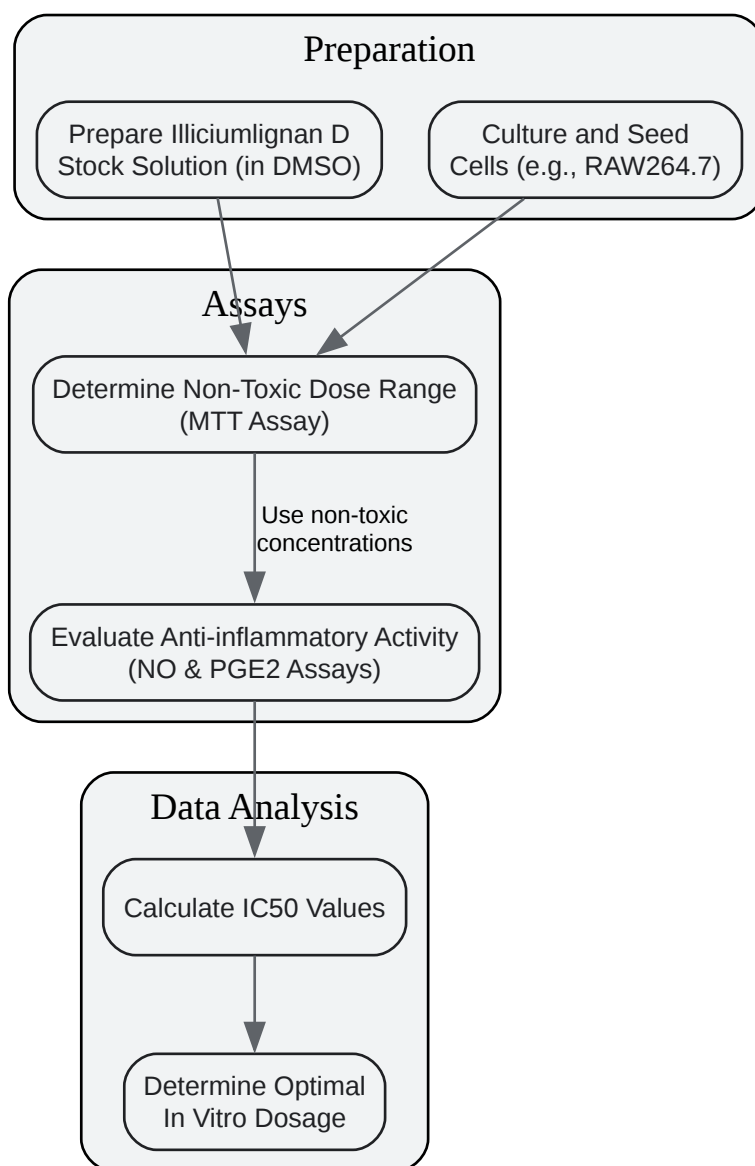 Preparation
Prepare Illiciumlignan D
Stock Solution (in DMSO)
Culture and Seed
Cells (e.g., RAW264.7)
Assays
Determine Non-Toxic Dose Range
(MTT Assay)
Use non-toxic
concentrations
Evaluate Anti-inflammatory Activity
(NO & PGE2 Assays)
Data Analysis
Calculate IC50 Values
Determine Optimal
In Vitro Dosage